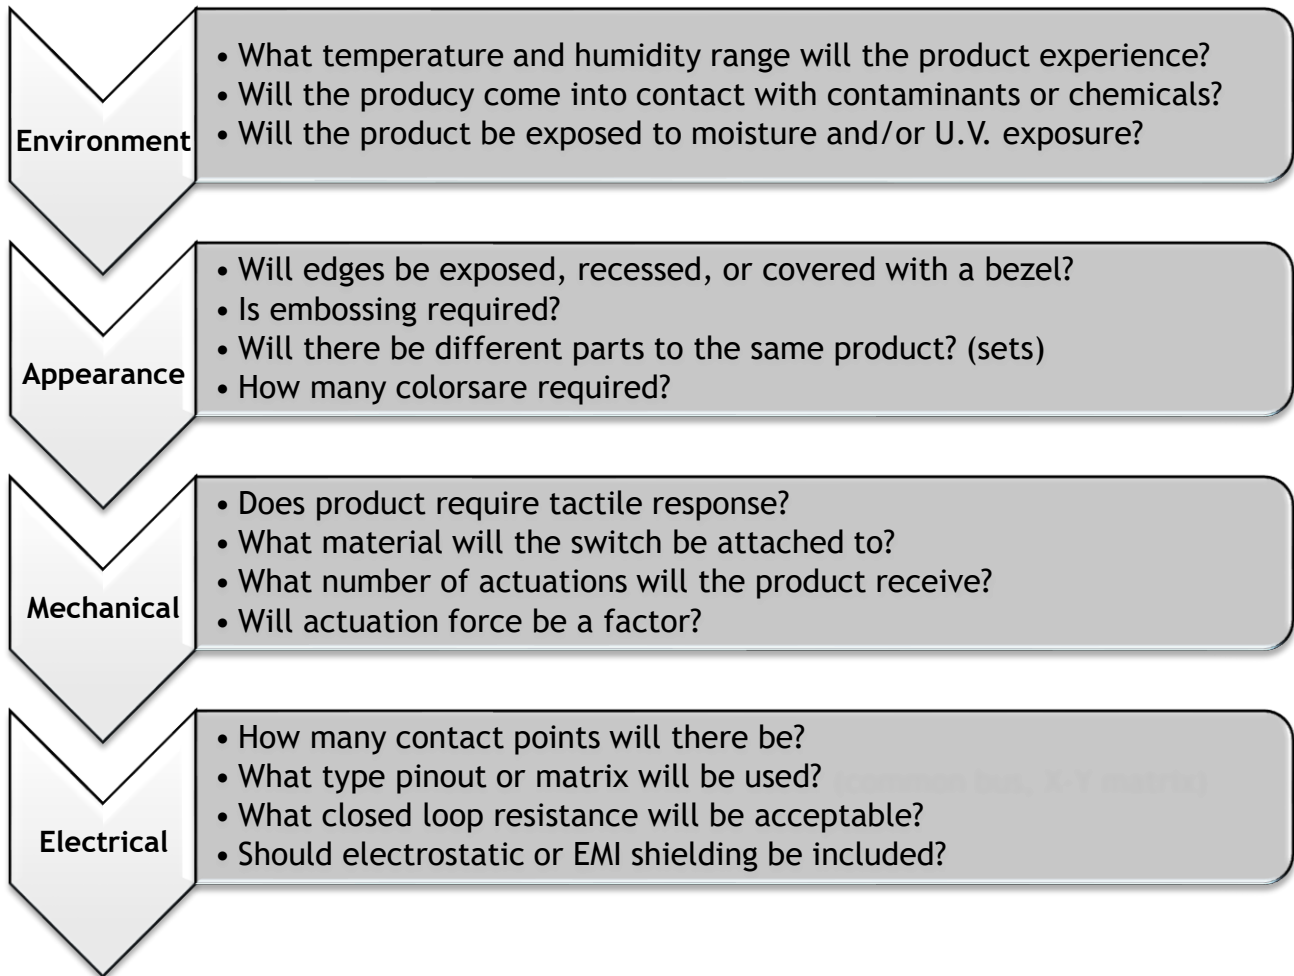 Environment
• What temperature and humidity range will the product experience?
• Will the producy come into contact with contaminants or chemicals?
• Will the product be exposed to moisture and/or U.V. exposure?
Appearance
• Will edges be exposed, recessed, or covered with a bezel?
• Is embossing required?
• Will there be different parts to the same product? (sets)
• How many colorsare required?
Mechanical
• Does product require tactile response?
• What material will the switch be attached to?
• What number of actuations will the product receive?
• Will actuation force be a factor?
Electrical
• How many contact points will there be?
• What type pinout or matrix will be used? (common bus, X-Y matrix)
• What closed loop resistance will be acceptable?
• Should electrostatic or EMI shielding be included?